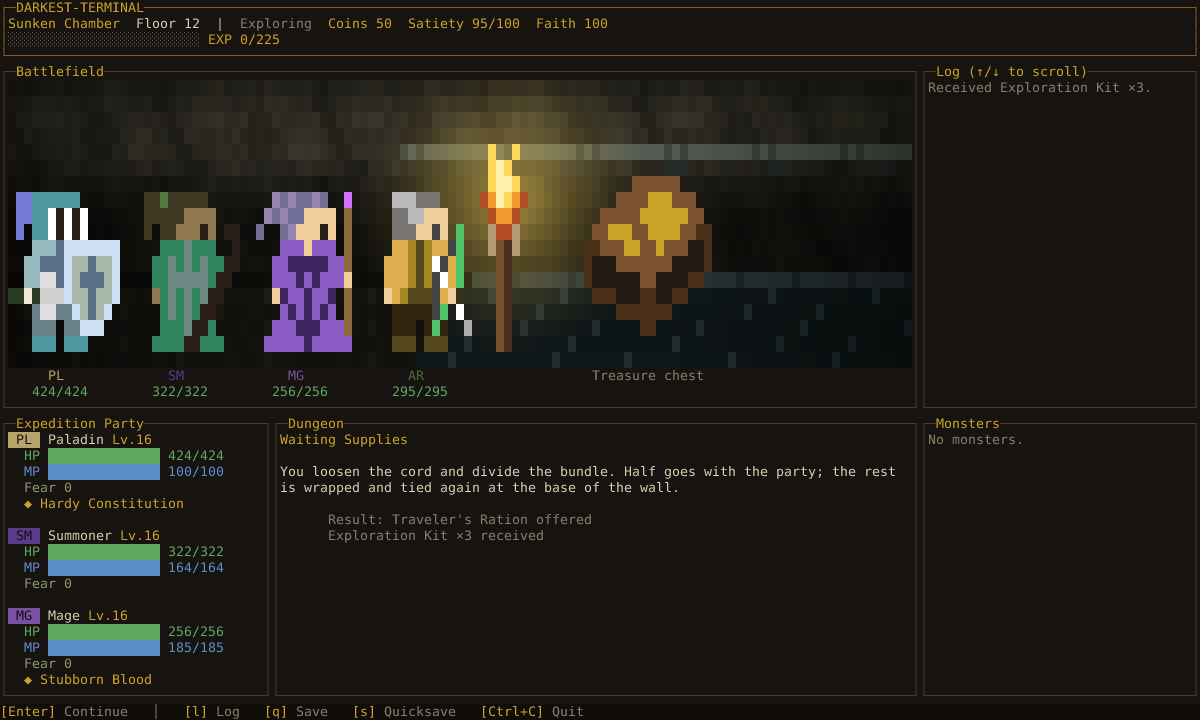 DARKEST-TERMINAL
Sunken Chamber Floor 12 | Exploring Coins 50 Satiety 95/100 Faith 100
EXP 0/225
Battlefield
PL SM MG AR Treasure chest
424/424 322/322 256/256 295/295
Log (↑/↓ to scroll)
Received Exploration Kit ×3.
Expedition Party
PL Paladin Lv.16
HP 424/424
MP 100/100
Fear 0
◆ Hardy Constitution
SM Summoner Lv.16
HP 322/322
MP 164/164
Fear 0
MG Mage Lv.16
HP 256/256
MP 185/185
Fear 0
◆ Stubborn Blood
Dungeon
Waiting Supplies
You loosen the cord and divide the bundle. Half goes with the party; the rest
is wrapped and tied again at the base of the wall.
Result: Traveler's Ration offered
Exploration Kit ×3 received
Monsters
No monsters.
[Enter] Continue │ [l] Log [q] Save [s] Quicksave [Ctrl+C] Quit